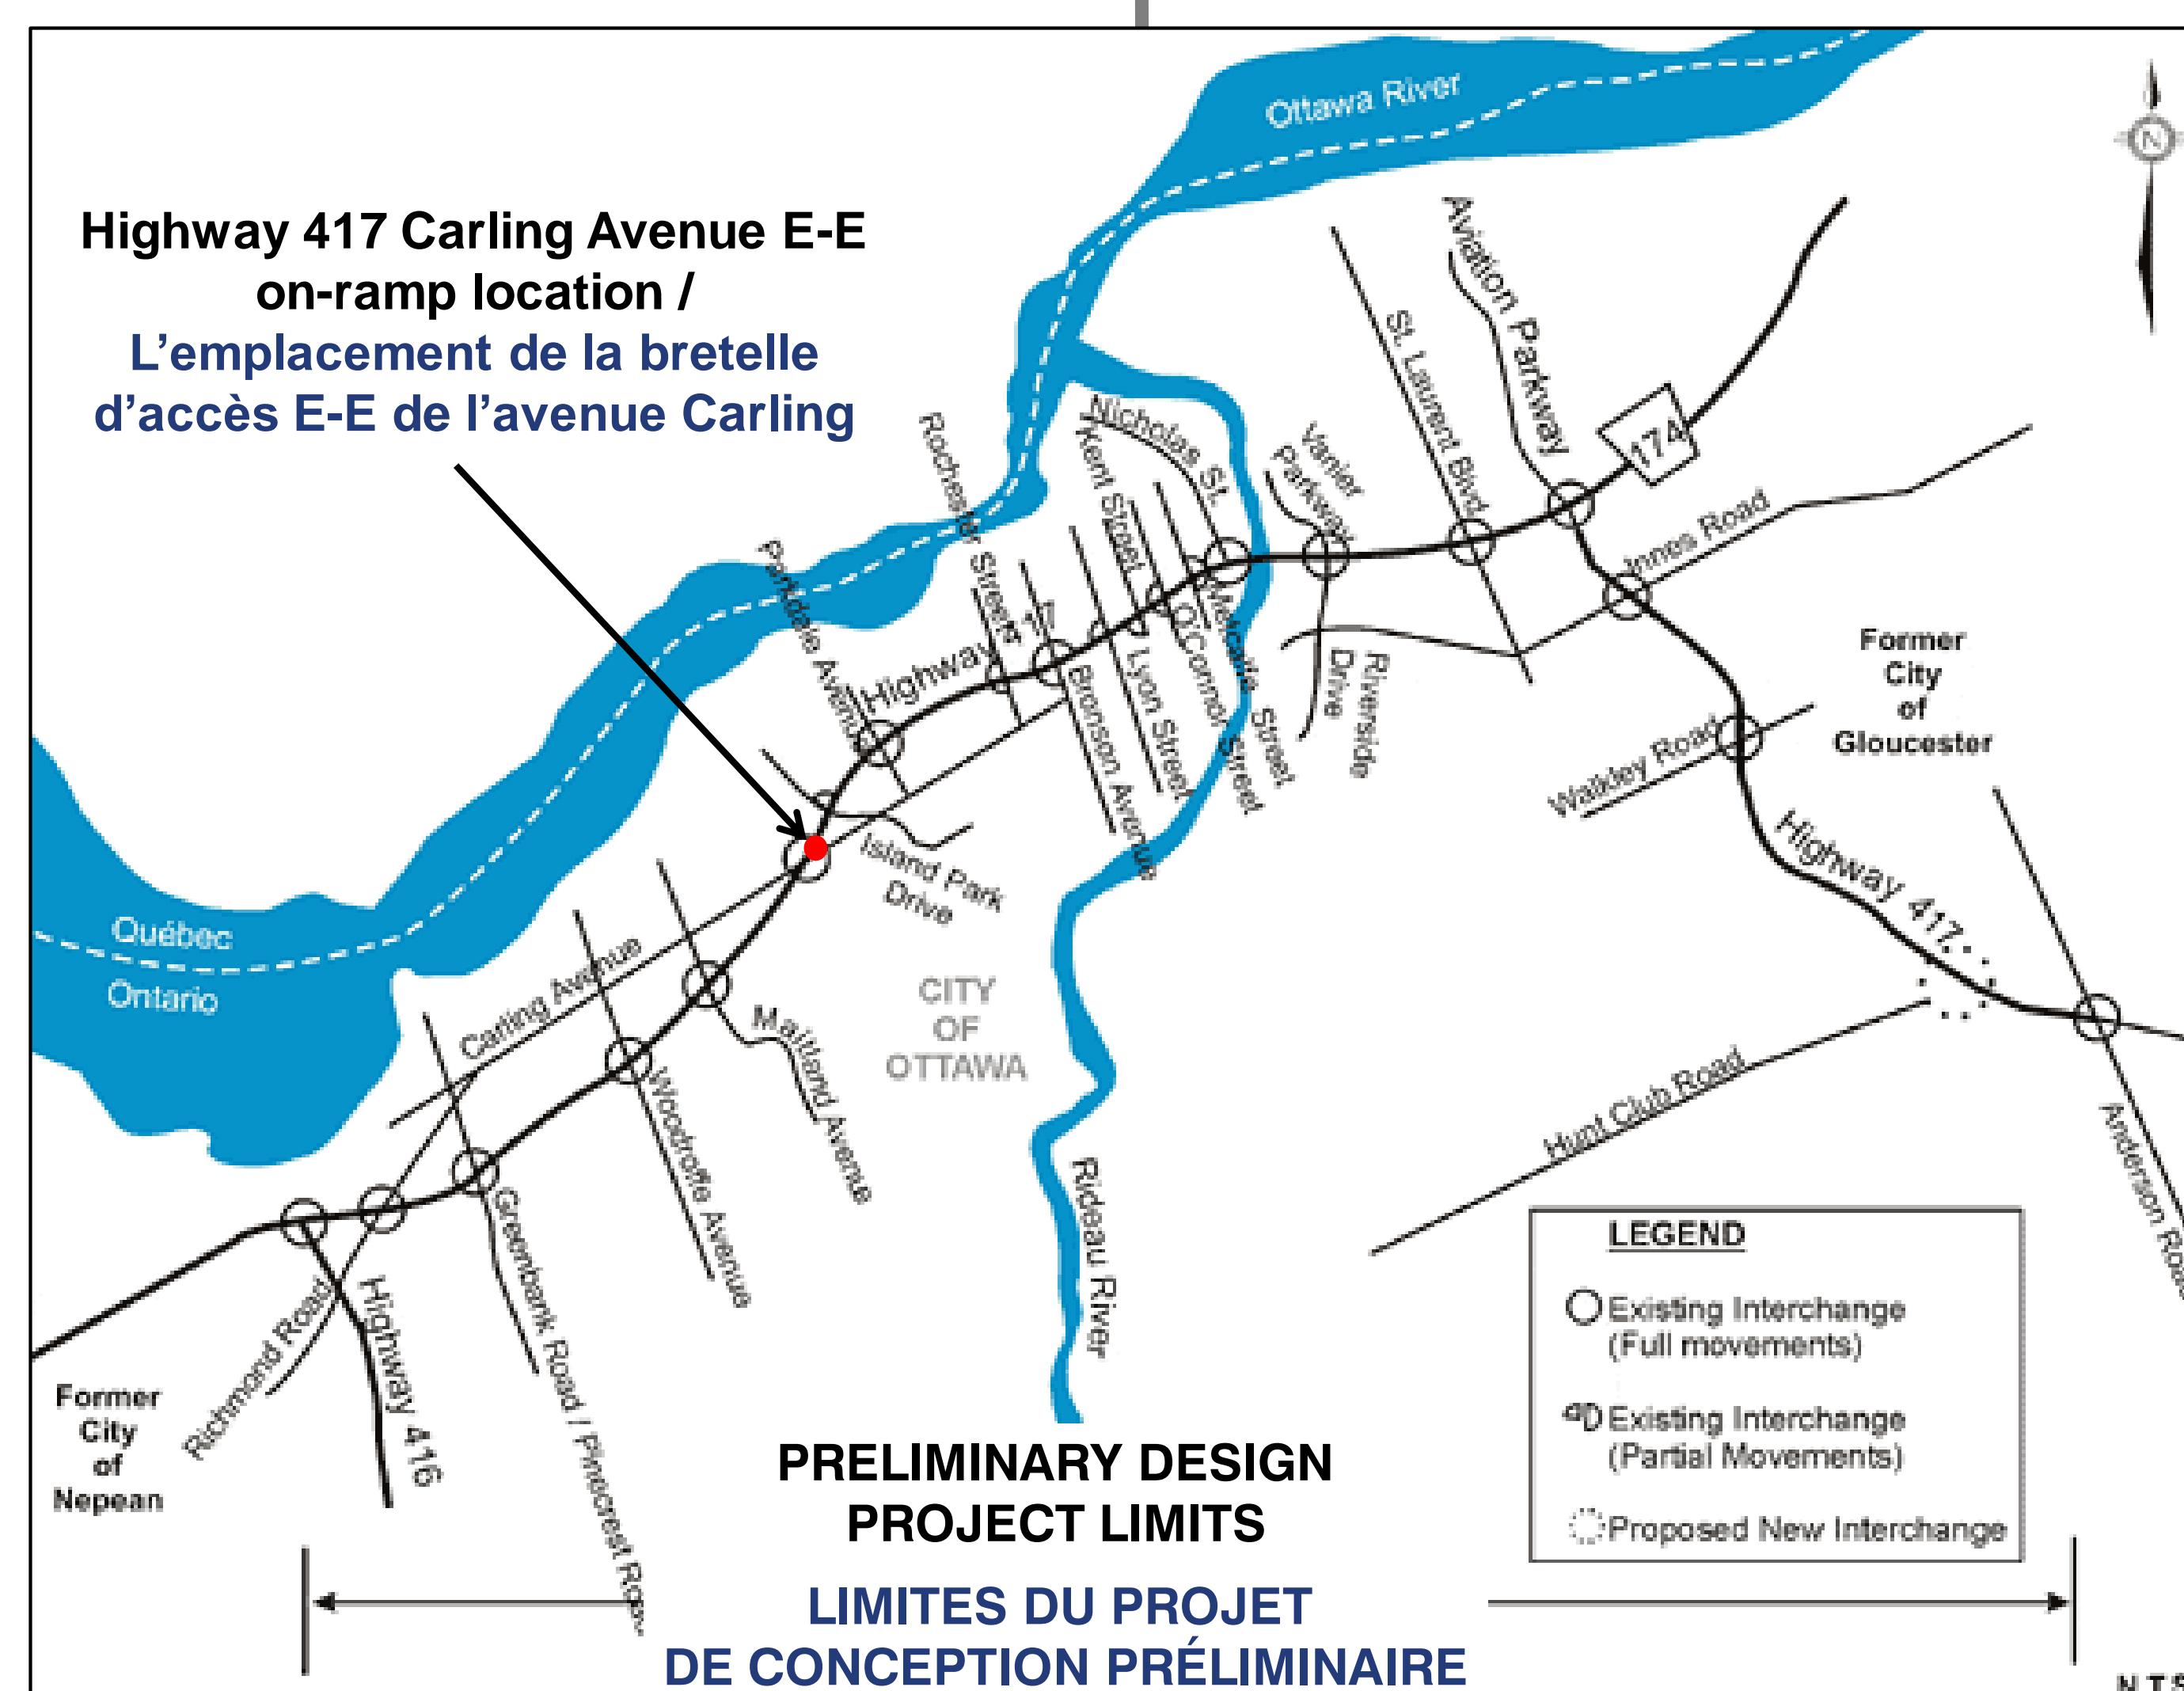 Ottawa River
Highway 417 Carling Avenue E-E
on-ramp location /
L'emplacement de la bretelle
d'accès E-E de l'avenue Carling
N
Aviation Parkway
St. Laurent Blvd.
174
Nicholas St.
Kent Street
Vanier
Parkway
Rochester Street
Innes Road
Parkdale Avenue
Highway
Metcalfe Street
O'Connor Street
Lyon Street
Bronson Avenue
Riverside
Drive
Former
City
of
Gloucester
Walkley Road
Highway 417
Island Park
Drive
Québec
Ontario
Carling Avenue
CITY
OF
OTTAWA
Maitland Avenue
Woodroffe Avenue
Hunt Club Road
Anderson Road
Rideau River
Greenbank Road / Pinecrest Road
Richmond Road
Highway 416
Former
City
of
Nepean
LEGEND
Existing Interchange
(Full movements)
Existing Interchange
(Partial Movements)
Proposed New Interchange
PRELIMINARY DESIGN
PROJECT LIMITS
LIMITES DU PROJET
DE CONCEPTION PRÉLIMINAIRE